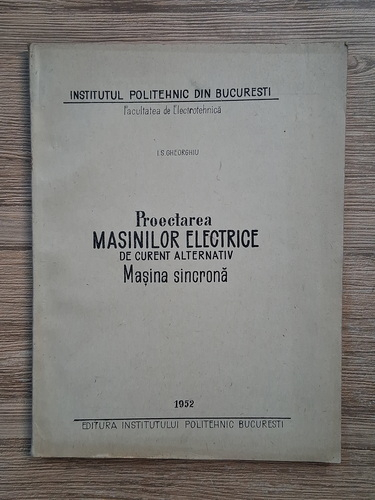 INSTITUTUL POLITEHNIC DIN BUCURESTI
Facultatea de Electrotehnică
I.S.GHEORGHIU
Proectarea
MASINILOR ELECTRICE
DE CURENT ALTERNATIV
Mașina sincronă
1952
EDITURA INSTITUTULUI POLITEHNIC BUCURESTI